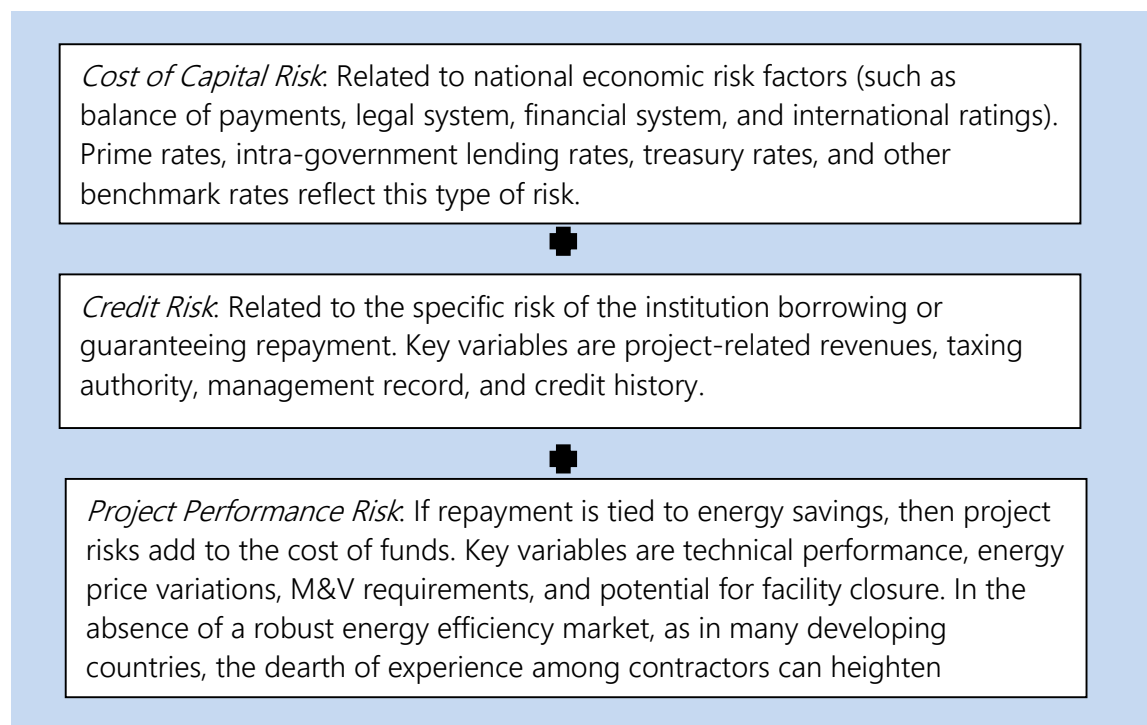 Cost of Capital Risk. Related to national economic risk factors (such as
balance of payments, legal system, financial system, and international ratings).
Prime rates, intra-government lending rates, treasury rates, and other
benchmark rates reflect this type of risk.
Credit Risk. Related to the specific risk of the institution borrowing or
guaranteeing repayment. Key variables are project-related revenues, taxing
authority, management record, and credit history.
Project Performance Risk. If repayment is tied to energy savings, then project
risks add to the cost of funds. Key variables are technical performance, energy
price variations, M&V requirements, and potential for facility closure. In the
absence of a robust energy efficiency market, as in many developing
countries, the dearth of experience among contractors can heighten